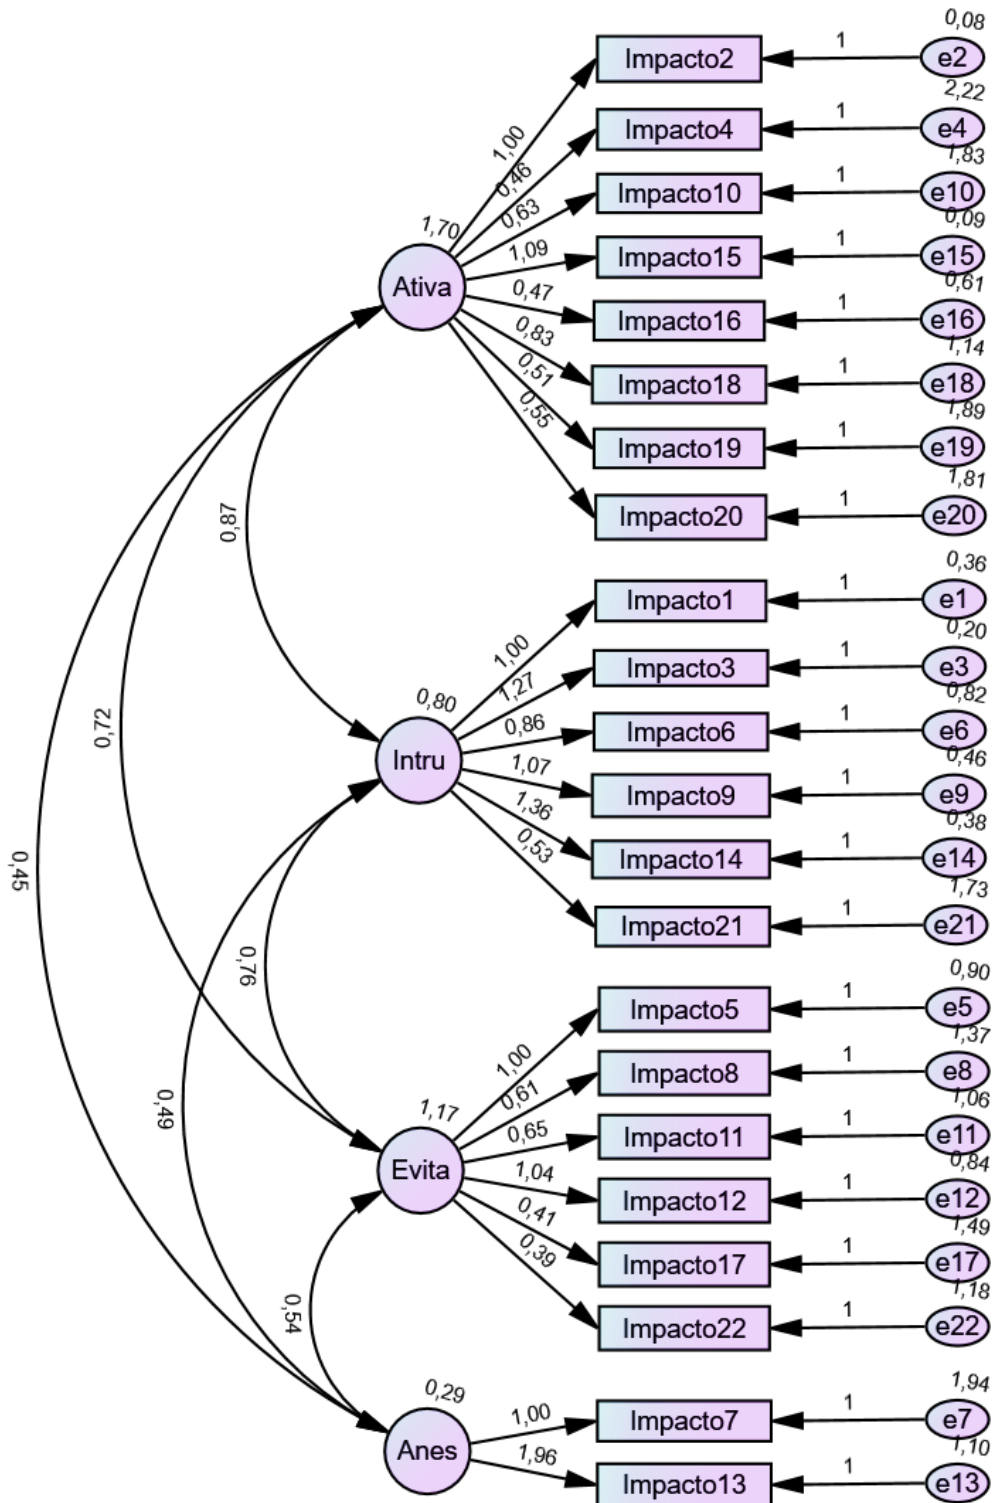 0,08
Impacto2 1 e2
2,22
1,00
Impacto4 1 e4
1,83
0,46
Impacto10 1 e10
0,63
0,09
1,70
1,09
Impacto15 1 e15
Ativa
0,61
0,47
Impacto16 1 e16
0,83
1,14
0,51
Impacto18 1 e18
0,55
1,89
Impacto19 1 e19
1,81
0,87
Impacto20 1 e20
0,36
Impacto1 1 e1
0,20
1,00
Impacto3 1 e3
1,27
0,82
0,80
0,72
0,86
Impacto6 1 e6
Intru
0,46
1,07
Impacto9 1 e9
1,36
0,38
0,53
Impacto14 1 e14
0,45
1,73
Impacto21 1 e21
0,76
0,90
Impacto5 1 e5
1,37
1,00
Impacto8 1 e8
0,61
1,06
0,49
1,17
0,65
Impacto11 1 e11
Evita
0,84
1,04
Impacto12 1 e12
0,41
1,49
0,39
Impacto17 1 e17
1,18
0,54
Impacto22 1 e22
0,29
1,94
1,00
Impacto7 1 e7
Anes
1,10
1,96
Impacto13 1 e13